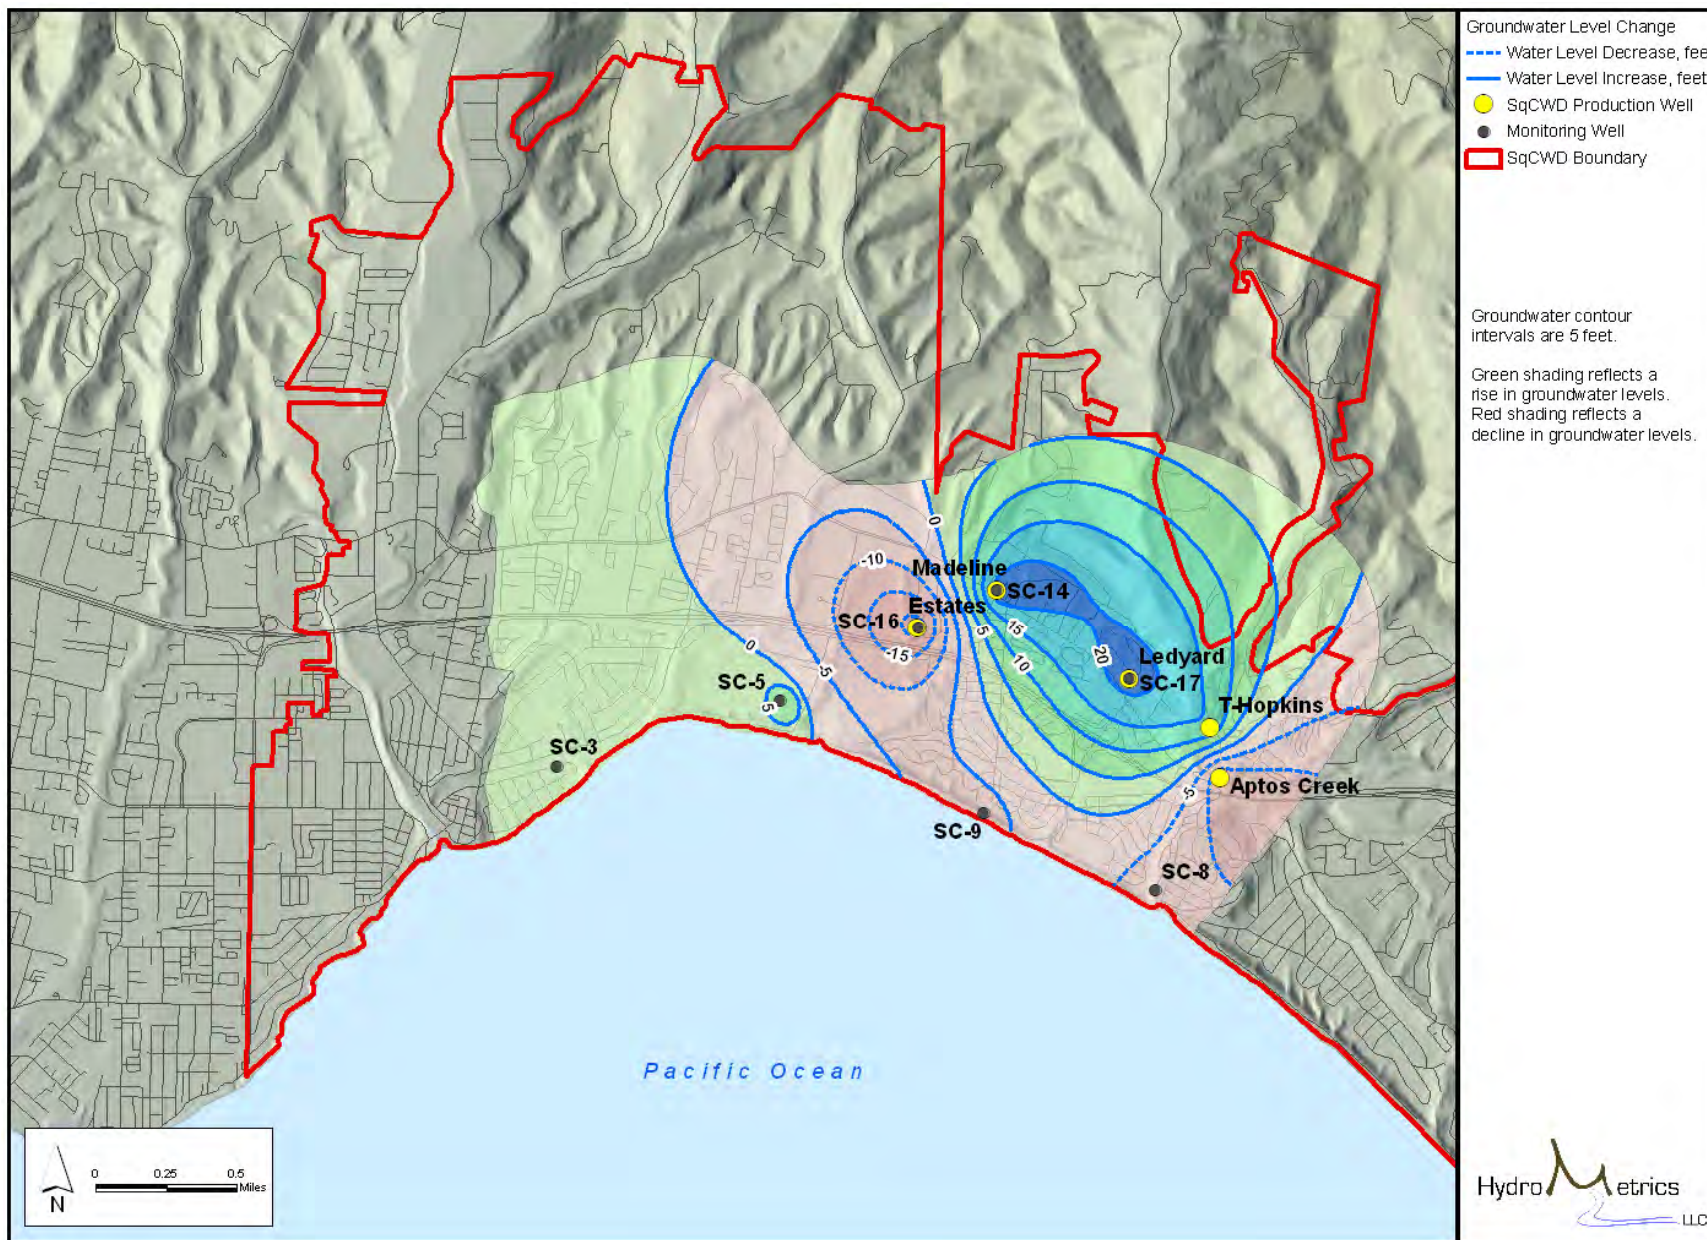 Groundwater Level Change
Water Level Decrease, fee
Water Level Increase, feet
SqCWD Production Well
Monitoring Well
SqCWD Boundary
Groundwater contour
intervals are 5 feet.
Green shading reflects a
rise in groundwater levels.
Red shading reflects a
decline in groundwater levels.
0
-10
Madeline
SC-14
Estates
SC-16
-15
5
15
10
20
0
-5
SC-5
5
Ledyard
SC-17
T-Hopkins
SC-3
Aptos Creek
-5
SC-9
SC-8
Pacific Ocean
N
0 0.25 0.5
Miles
HydroMetrics
LLC